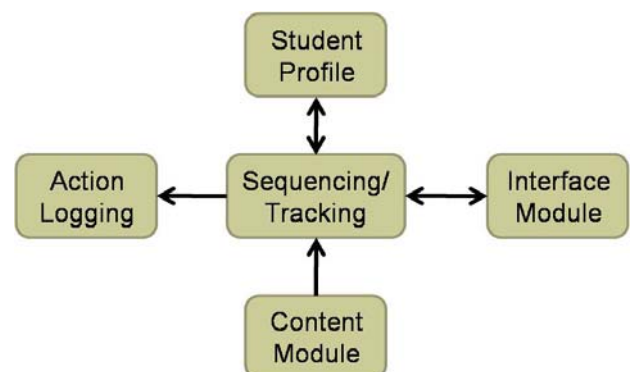 Student
Profile
Action
Logging
Sequencing/
Tracking
Interface
Module
Content
Module